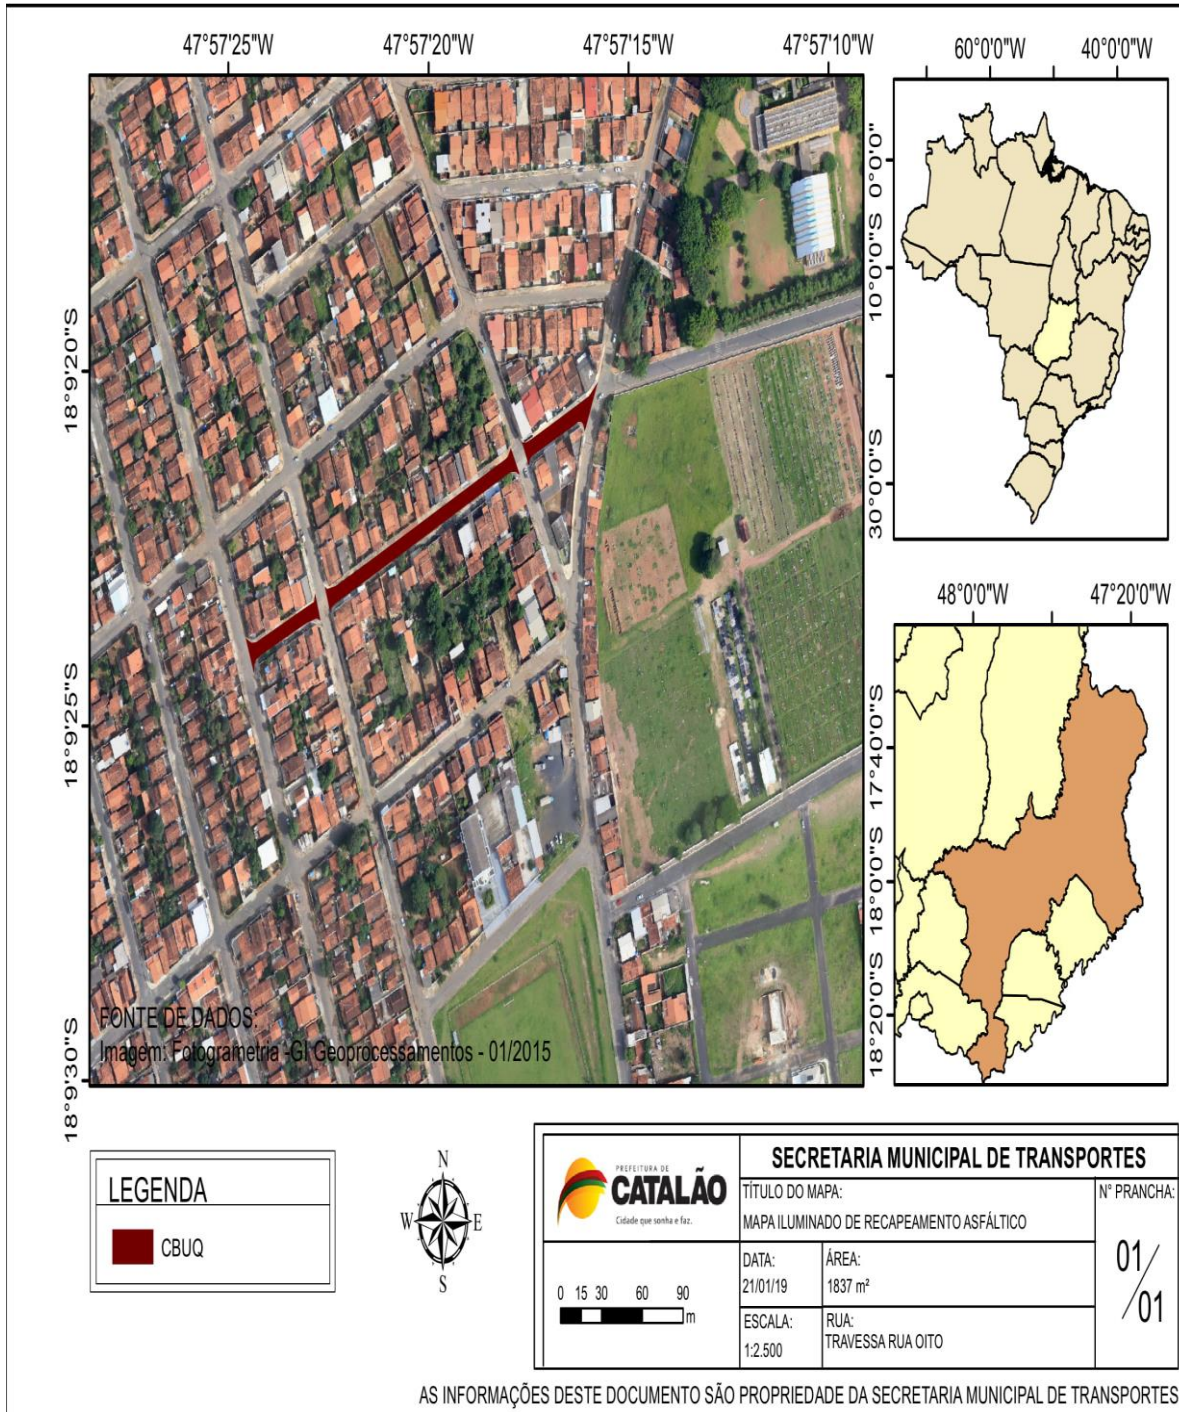 47°57'25"W 47°57'20"W 47°57'15"W 47°57'10"W
18°9'20"S
18°9'25"S
18°9'30"S
60°0'0"W 40°0'0"W
0°0'0"
10°0'0"S
30°0'0"S
48°0'0"W 47°20'0"W
17°40'0"S
18°0'0"S
18°20'0"S
FONTE DE DADOS:
Imagem: Fotogrametria -GI Geoprocessamentos - 01/2015
LEGENDA
CBUQ
N
W E
S
PREFEITURA DE
CATALÃO
Cidade que sonha e faz.
0 15 30 60 90
m
SECRETARIA MUNICIPAL DE TRANSPORTES
TÍTULO DO MAPA:
MAPA ILUMINADO DE RECAPEAMENTO ASFÁLTICO
N° PRANCHA:
01/01
DATA:
21/01/19
ÁREA:
1837 m²
ESCALA:
1:2.500
RUA:
TRAVESSA RUA OITO
AS INFORMAÇÕES DESTE DOCUMENTO SÃO PROPRIEDADE DA SECRETARIA MUNICIPAL DE TRANSPORTES